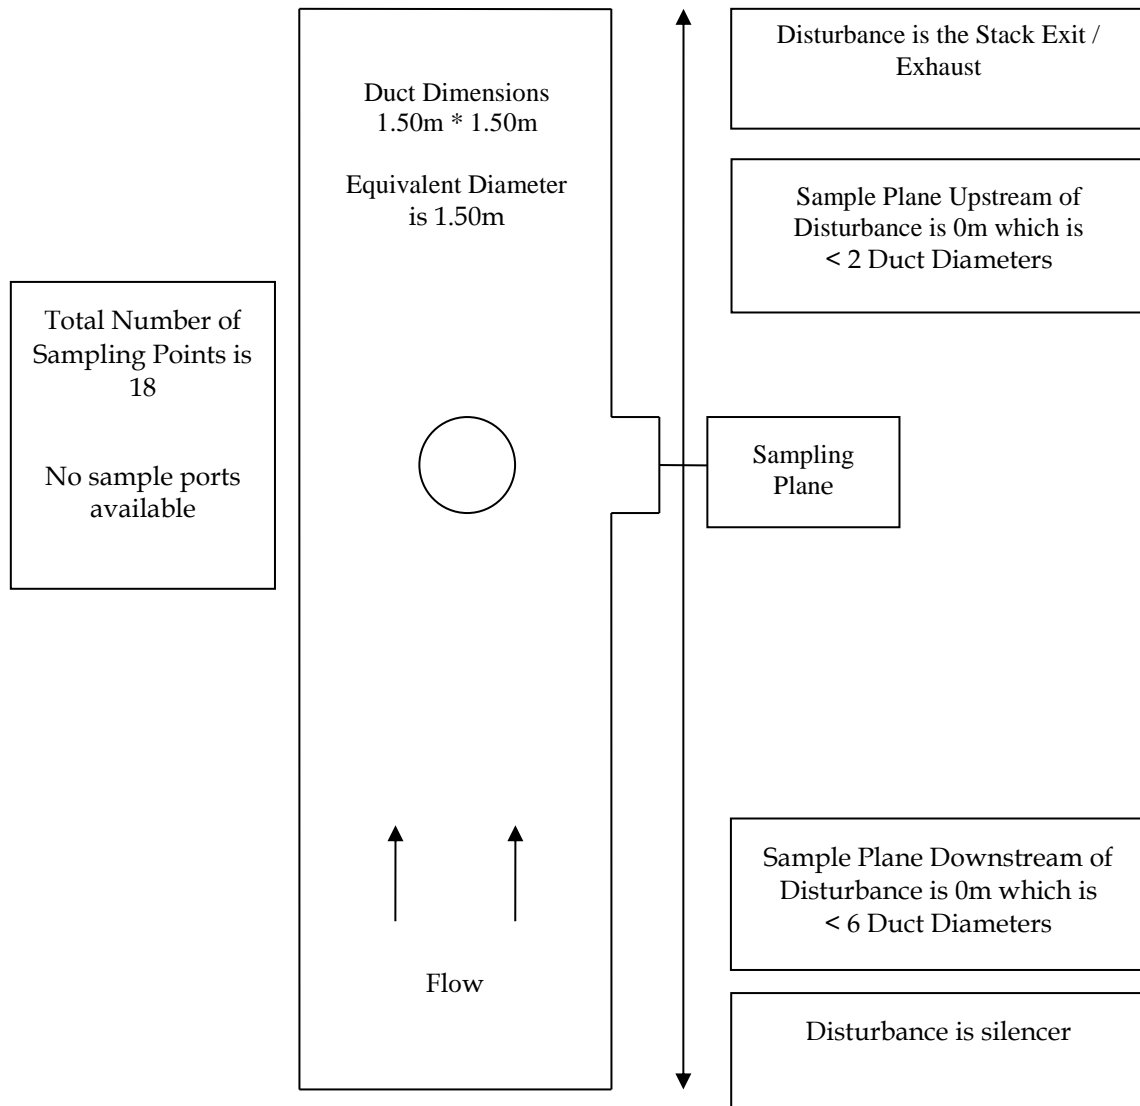 Disturbance is the Stack Exit /
Exhaust
Duct Dimensions
1.50m * 1.50m
Equivalent Diameter
is 1.50m
Sample Plane Upstream of
Disturbance is 0m which is
< 2 Duct Diameters
Total Number of
Sampling Points is
18
No sample ports
available
Sampling
Plane
Sample Plane Downstream of
Disturbance is 0m which is
< 6 Duct Diameters
Flow
Disturbance is silencer